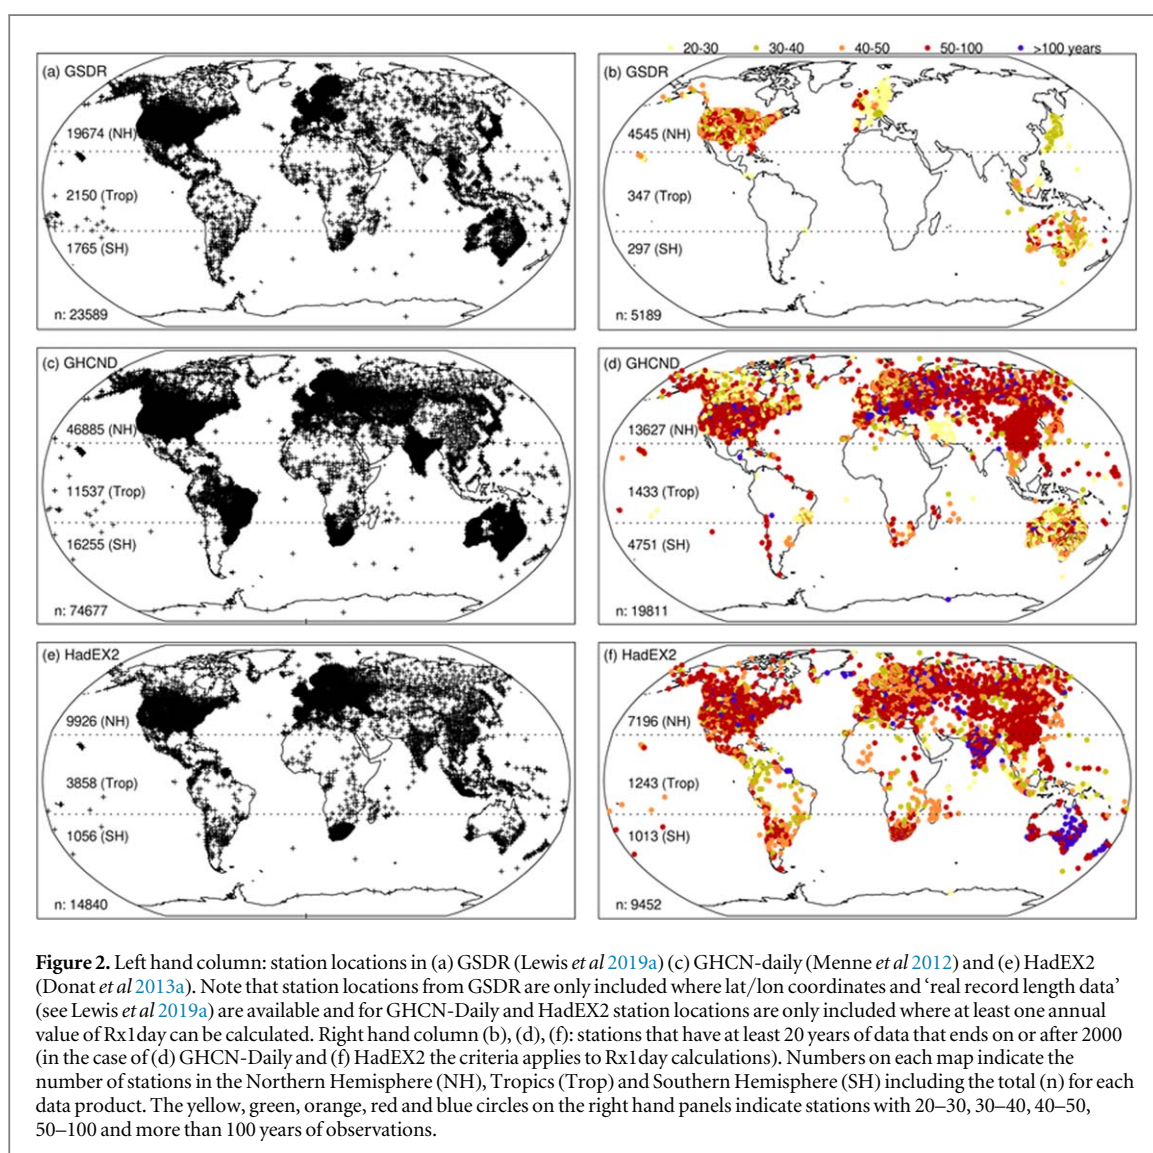 20-30 30-40 40-50 50-100 >100 years
(a) GSDR
19674 (NH)
2150 (Trop)
1765 (SH)
n: 23589
(b) GSDR
4545 (NH)
347 (Trop)
297 (SH)
n: 5189
(c) GHCND
46885 (NH)
11537 (Trop)
16255 (SH)
n: 74677
(d) GHCND
13627 (NH)
1433 (Trop)
4751 (SH)
n: 19811
(e) HadEX2
9926 (NH)
3858 (Trop)
1056 (SH)
n: 14840
(f) HadEX2
7196 (NH)
1243 (Trop)
1013 (SH)
n: 9452
Figure 2. Left hand column: station locations in (a) GSDR (Lewis et al 2019a) (c) GHCN-daily (Menne et al 2012) and (e) HadEX2
(Donat et al 2013a). Note that station locations from GSDR are only included where lat/lon coordinates and ‘real record length data’
(see Lewis et al 2019a) are available and for GHCN-Daily and HadEX2 station locations are only included where at least one annual
value of Rx1day can be calculated. Right hand column (b), (d), (f): stations that have at least 20 years of data that ends on or after 2000
(in the case of (d) GHCN-Daily and (f) HadEX2 the criteria applies to Rx1day calculations). Numbers on each map indicate the
number of stations in the Northern Hemisphere (NH), Tropics (Trop) and Southern Hemisphere (SH) including the total (n) for each
data product. The yellow, green, orange, red and blue circles on the right hand panels indicate stations with 20–30, 30–40, 40–50,
50–100 and more than 100 years of observations.